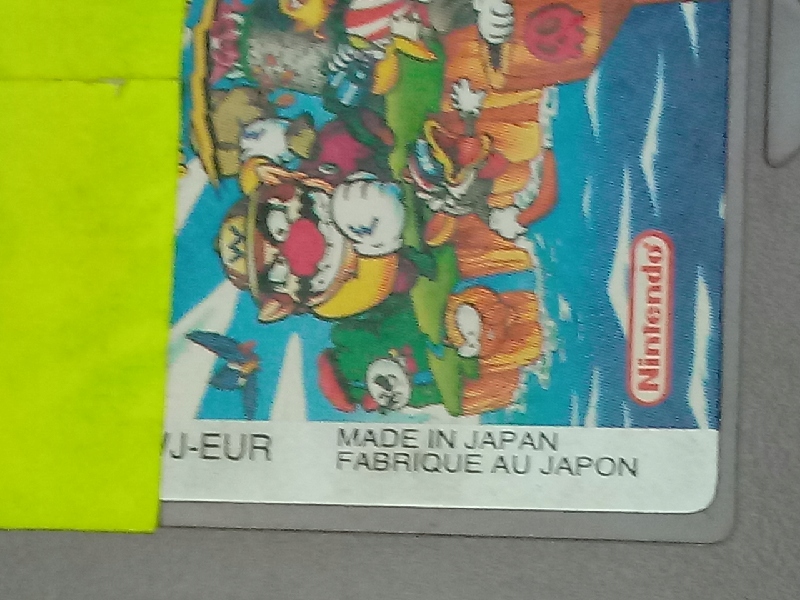 Nintendo
VJ-EUR
MADE IN JAPAN
FABRIQUE AU JAPON